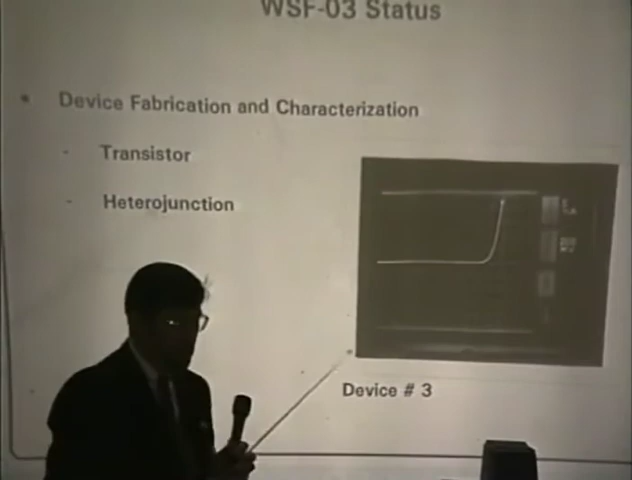 WSF-03 Status
• Device Fabrication and Characterization
- Transistor
- Heterojunction
Device # 3